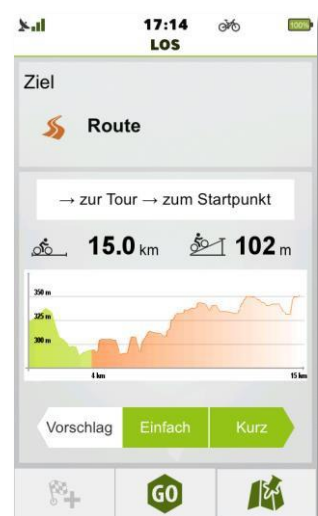 17:14
100%
LOS
Ziel
Route
→ zur Tour → zum Startpunkt
15.0 km 102 m
350 m
325 m
300 m
4 km 15 km
Vorschlag Einfach Kurz
GO